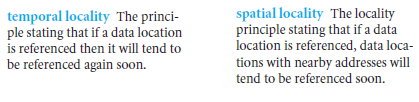 temporal locality The princi-
ple stating that if a data location
is referenced then it will tend to
be referenced again soon.
spatial locality The locality
principle stating that if a data
location is referenced, data loca-
tions with nearby addresses will
tend to be referenced soon.